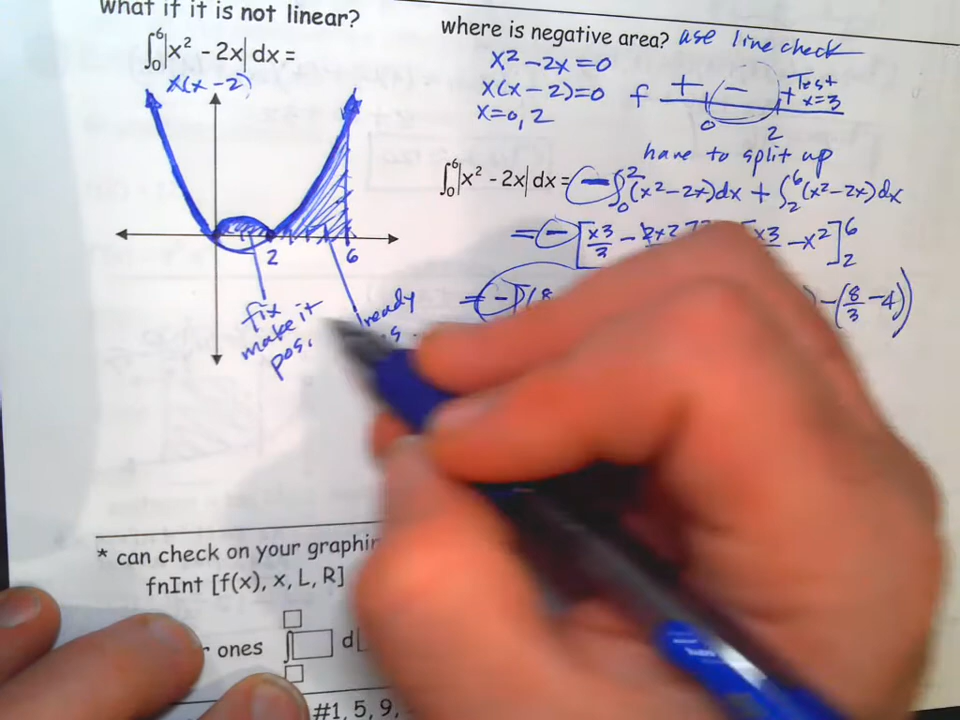 what if it is not linear?
∫₀⁶|x² - 2x| dx =
x(x - 2)
2
6
fix
make it
pos.
where is negative area? use line check
x² - 2x = 0
x(x - 2) = 0
x = 0, 2
f + - +
0 2
Test
x = 3
have to split up
∫₀⁶|x² - 2x| dx = - ∫₀² (x² - 2x)dx + ∫₂⁶ (x² - 2x)dx
= - [x3/3 - x3 - x²]₂⁶
= - (8 - (8/3 - 4))
* can check on your
fnInt [f(x), x, L, R]
ones ∫ d
#1, 5, 9,